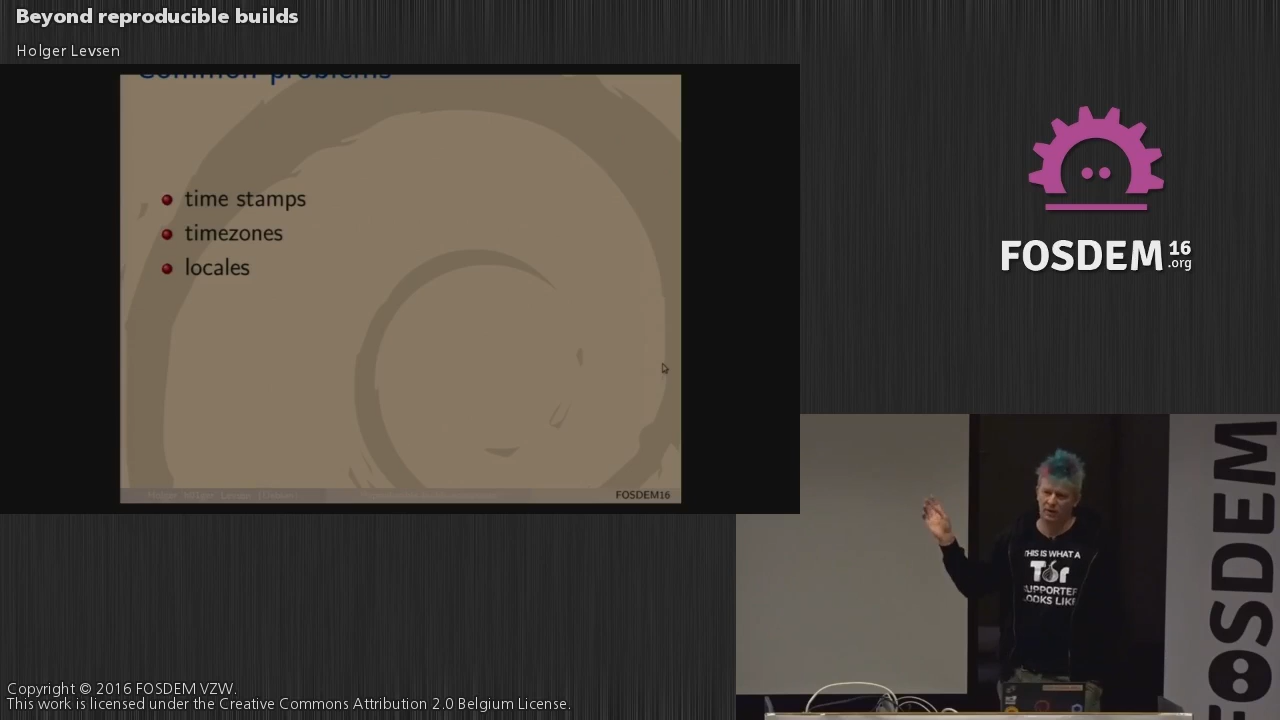 Beyond reproducible builds
Holger Levsen
Common problems
time stamps
timezones
locales
FOSDEM16
FOSDEM 16
.org
THIS IS WHAT A
Tor
SUPPORTER
LOOKS LIKE
FOSDEM
Copyright © 2016 FOSDEM VZW.
This work is licensed under the Creative Commons Attribution 2.0 Belgium License.